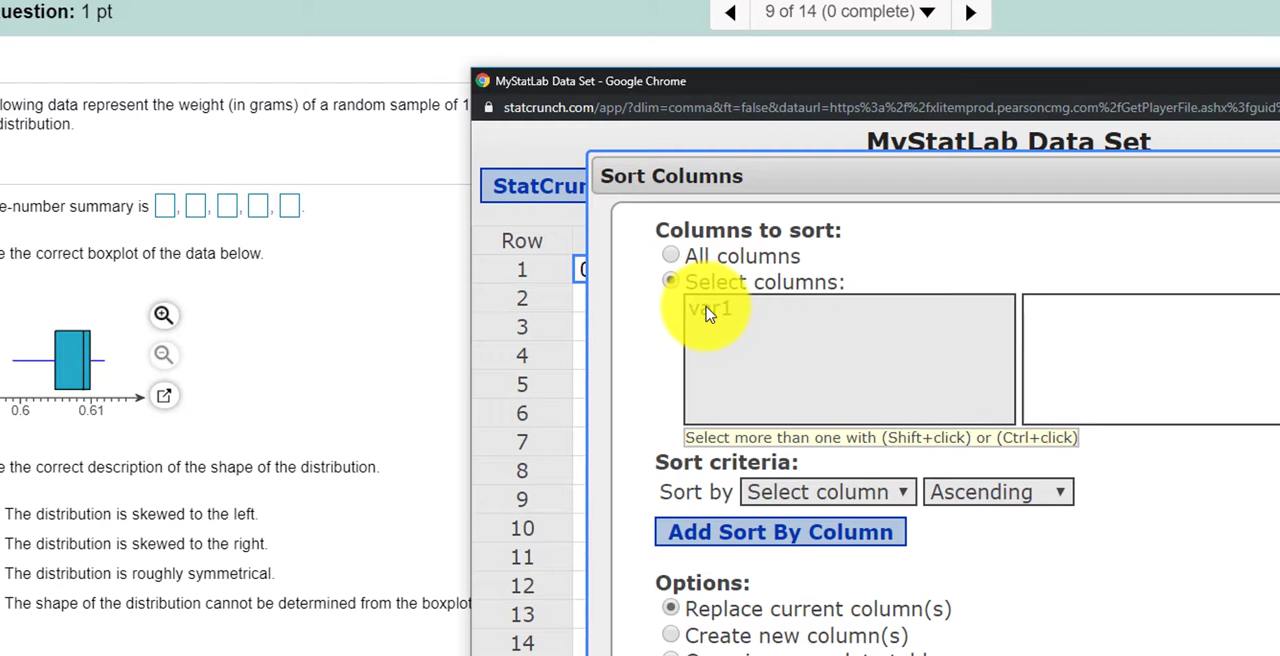 uestion: 1 pt
9 of 14 (0 complete)
MyStatLab Data Set - Google Chrome
lowing data represent the weight (in grams) of a random sample of 1
statcrunch.com/app/?dlim=comma&ft=false&dataurl=https%3a%2f%2fxlitemprod.pearsoncmg.com%2fGetPlayerFile.ashx%3fguid
distribution.
MyStatLab Data Set
StatCrun
Sort Columns
e-number summary is , , , , .
Columns to sort:
Row
All columns
e the correct boxplot of the data below.
1
0
Select columns:
2
var1
3
4
5
0.6 0.61
6
7
Select more than one with (Shift+click) or (Ctrl+click)
e the correct description of the shape of the distribution.
8
Sort criteria:
9
Sort by Select column Ascending
The distribution is skewed to the left.
10
Add Sort By Column
The distribution is skewed to the right.
11
The distribution is roughly symmetrical.
12
Options:
The shape of the distribution cannot be determined from the boxplot
13
Replace current column(s)
14
Create new column(s)